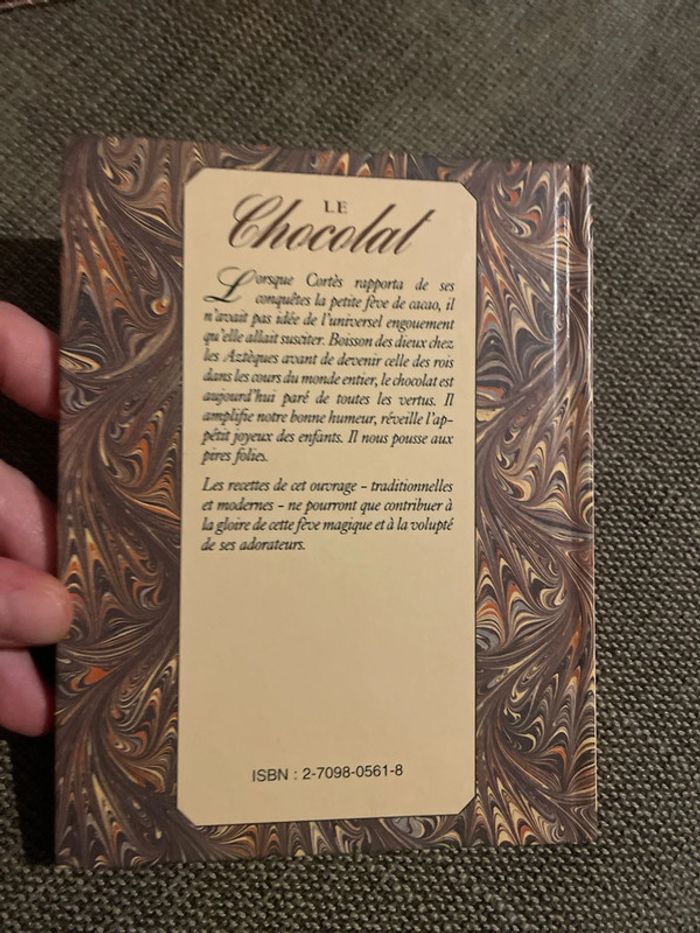 LE
Chocolat
Lorsque Cortès rapporta de ses
conquêtes la petite fève de cacao, il
n'avait pas idée de l'universel engouement
qu'elle allait susciter. Boisson des dieux chez
les Aztèques avant de devenir celle des rois
dans les cours du monde entier, le chocolat est
aujourd'hui paré de toutes les vertus. Il
amplifie notre bonne humeur, réveille l'ap-
pétit joyeux des enfants. Il nous pousse aux
pires folies.
Les recettes de cet ouvrage - traditionnelles
et modernes - ne pourront que contribuer à
la gloire de cette fève magique et à la volupté
de ses adorateurs.
ISBN : 2-7098-0561-8